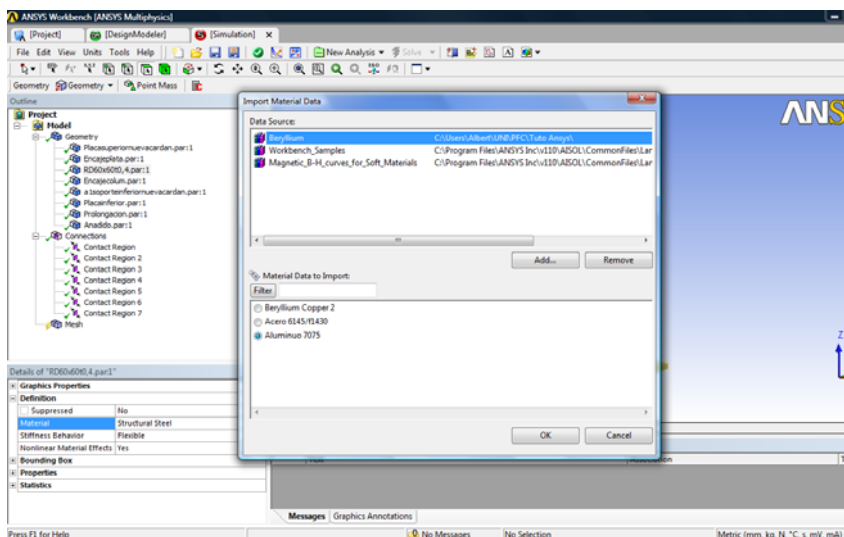 ANSYS Workbench [ANSYS Multiphysics]
[Project] [DesignModeler] [Simulation] x
File Edit View Units Tools Help New Analysis Solve
Geometry Geometry Point Mass
Outline
Project
Model
Geometry
Placasuperiornuevacardan.par:1
Encajeplata.par:1
RD60x60t0,4.par:1
Encajecolum.par:1
a1soporteinferiornuevacardan.par:1
Placainferior.par:1
Prolongacion.par:1
Anadido.par:1
Connections
Contact Region
Contact Region 2
Contact Region 3
Contact Region 4
Contact Region 5
Contact Region 6
Contact Region 7
Mesh
Details of "RD60x60t0,4.par:1"
Graphics Properties
Definition
Suppressed No
Material Structural Steel
Stiffness Behavior Flexible
Nonlinear Material Effects Yes
Bounding Box
Properties
Statistics
Import Material Data
Data Source:
Beryllium C:\Users\Albert\UNI\PFC\Tuto Ansys\
Workbench_Samples C:\Program Files\ANSYS Inc\v110\AISOL\CommonFiles\Lar
Magnetic_B-H_curves_for_Soft_Materials C:\Program Files\ANSYS Inc\v110\AISOL\CommonFiles\Lar
Add... Remove
Material Data to Import:
Filter
Beryllium Copper 2
Acero 6145/f1430
Aluminuo 7075
OK Cancel
ANS
Z
Text Association T
Messages Graphics Annotations
Press F1 for Help No Messages No Selection Metric (mm, kg, N, °C, s, mV, mA)